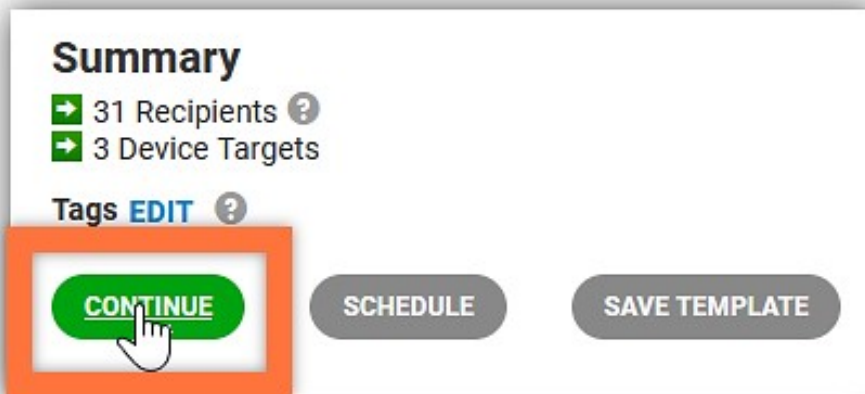 Summary
31 Recipients ?
3 Device Targets
Tags EDIT ?
CONTINUE SCHEDULE SAVE TEMPLATE